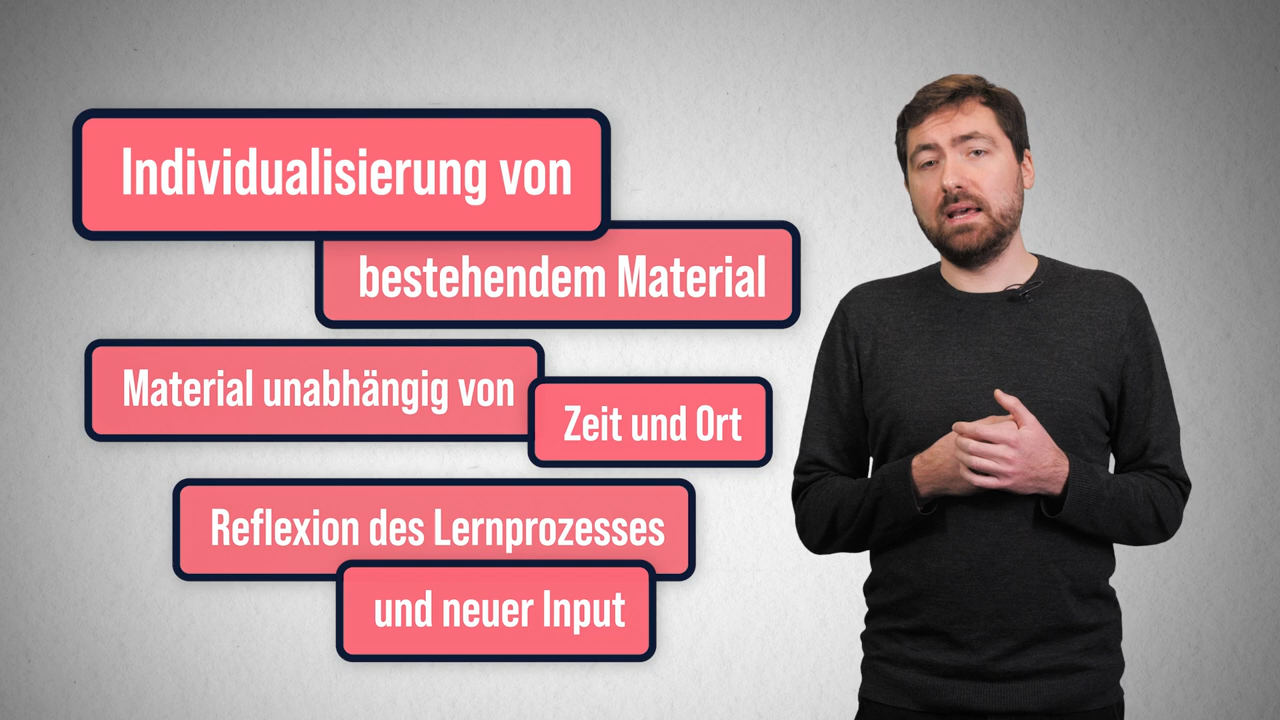 Individualisierung von
bestehendem Material
Material unabhängig von
Zeit und Ort
Reflexion des Lernprozesses
und neuer Input